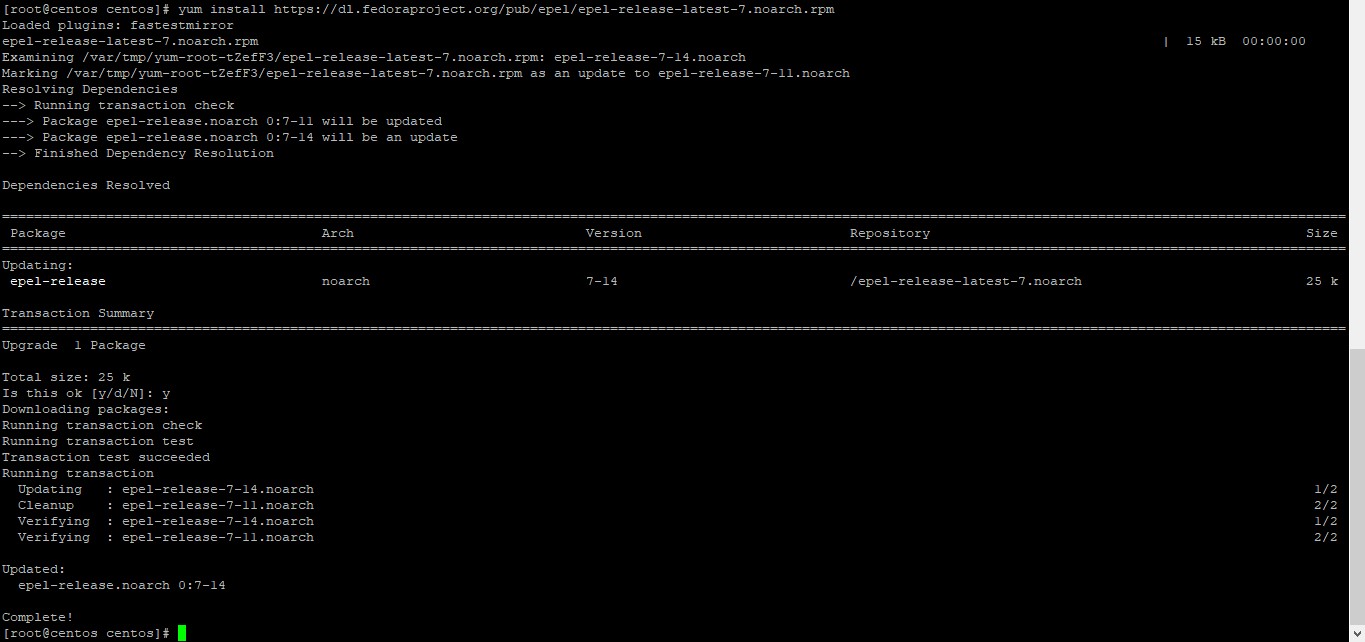 [root@centos centos]# yum install https://dl.fedoraproject.org/pub/epel/epel-release-latest-7.noarch.rpm
Loaded plugins: fastestmirror
epel-release-latest-7.noarch.rpm | 15 kB 00:00:00
Examining /var/tmp/yum-root-tZefF3/epel-release-latest-7.noarch.rpm: epel-release-7-14.noarch
Marking /var/tmp/yum-root-tZefF3/epel-release-latest-7.noarch.rpm as an update to epel-release-7-11.noarch
Resolving Dependencies
--> Running transaction check
---> Package epel-release.noarch 0:7-11 will be updated
---> Package epel-release.noarch 0:7-14 will be an update
--> Finished Dependency Resolution
Dependencies Resolved
Package Arch Version Repository Size
Updating:
epel-release noarch 7-14 /epel-release-latest-7.noarch 25 k
Transaction Summary
Upgrade 1 Package
Total size: 25 k
Is this ok [y/d/N]: y
Downloading packages:
Running transaction check
Running transaction test
Transaction test succeeded
Running transaction
Updating : epel-release-7-14.noarch 1/2
Cleanup : epel-release-7-11.noarch 2/2
Verifying : epel-release-7-14.noarch 1/2
Verifying : epel-release-7-11.noarch 2/2
Updated:
epel-release.noarch 0:7-14
Complete!
[root@centos centos]#